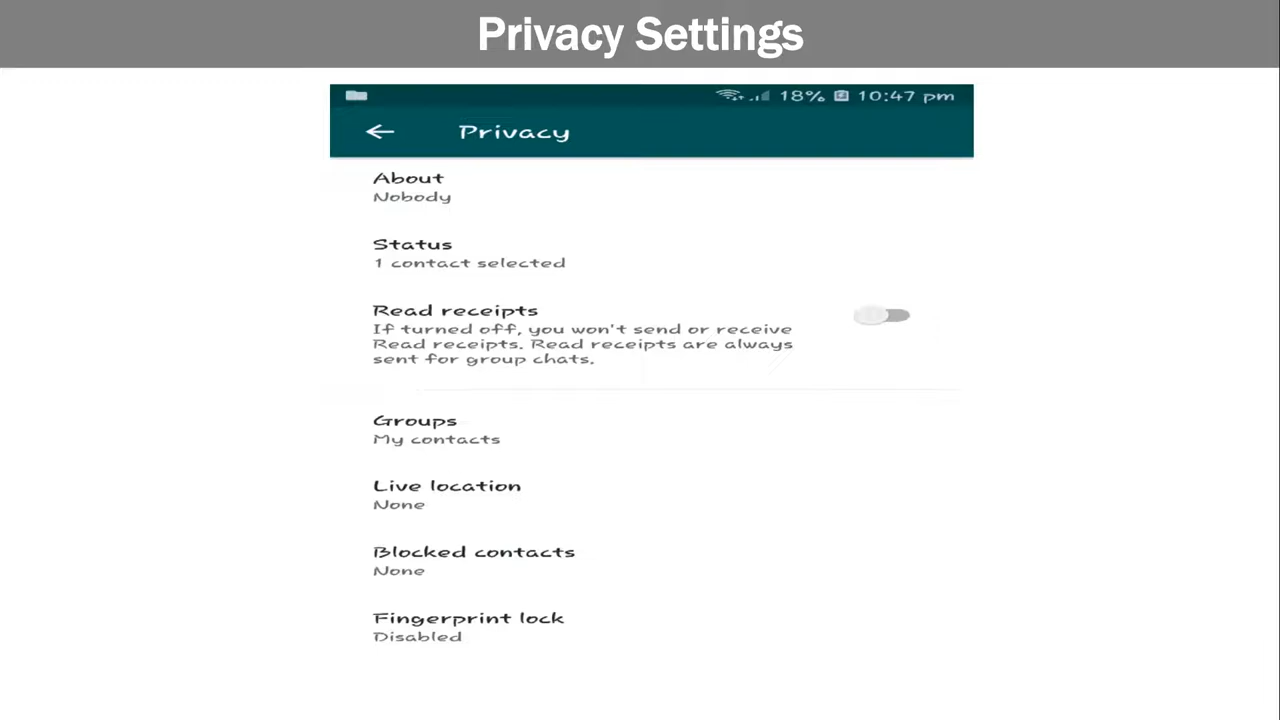 Privacy Settings
18% 10:47 pm
Privacy
About
Nobody
Status
1 contact selected
Read receipts
If turned off, you won't send or receive
Read receipts. Read receipts are always
sent for group chats.
Groups
My contacts
Live location
None
Blocked contacts
None
Fingerprint lock
Disabled